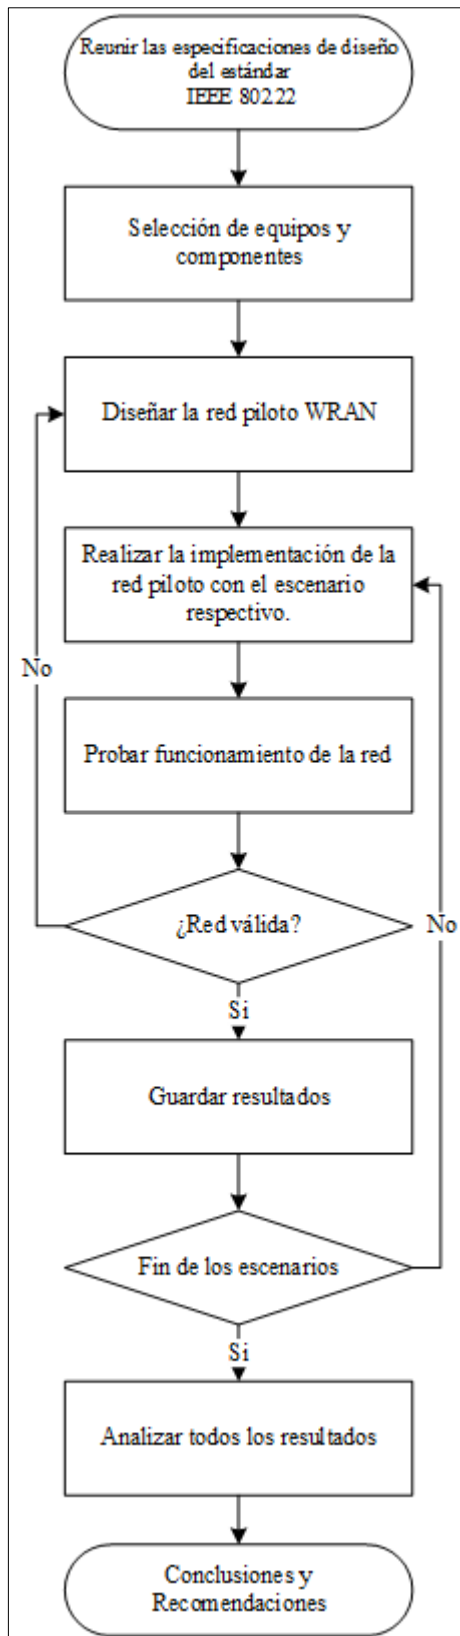 Reunir las especificaciones de diseño
del estándar
IEEE 802.22
Selección de equipos y
componentes
Diseñar la red piloto WRAN
Realizar la implementación de la
red piloto con el escenario
respectivo.
No
Probar funcionamiento de la red
¿Red válida?
No
Si
Guardar resultados
Fin de los escenarios
Si
Analizar todos los resultados
Conclusiones y
Recomendaciones